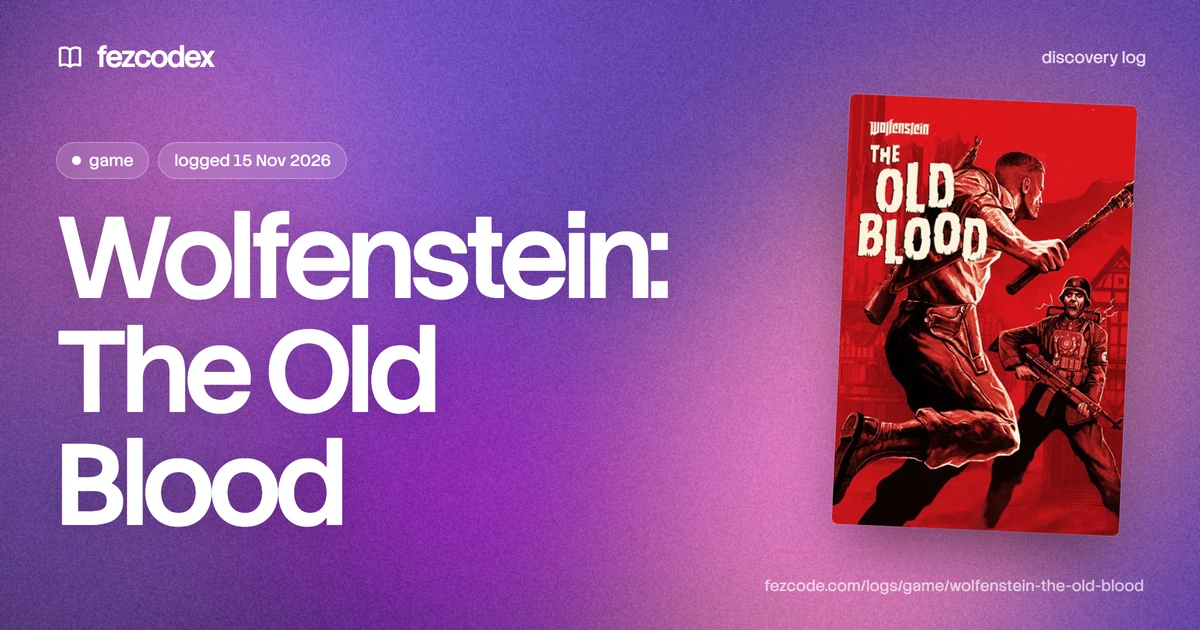 fezcodex
discovery log
game
logged 15 Nov 2026
Wolfenstein:
The Old
Blood
Wolfenstein
THE
OLD
BLOOD
fezcode.com/logs/game/wolfenstein-the-old-blood